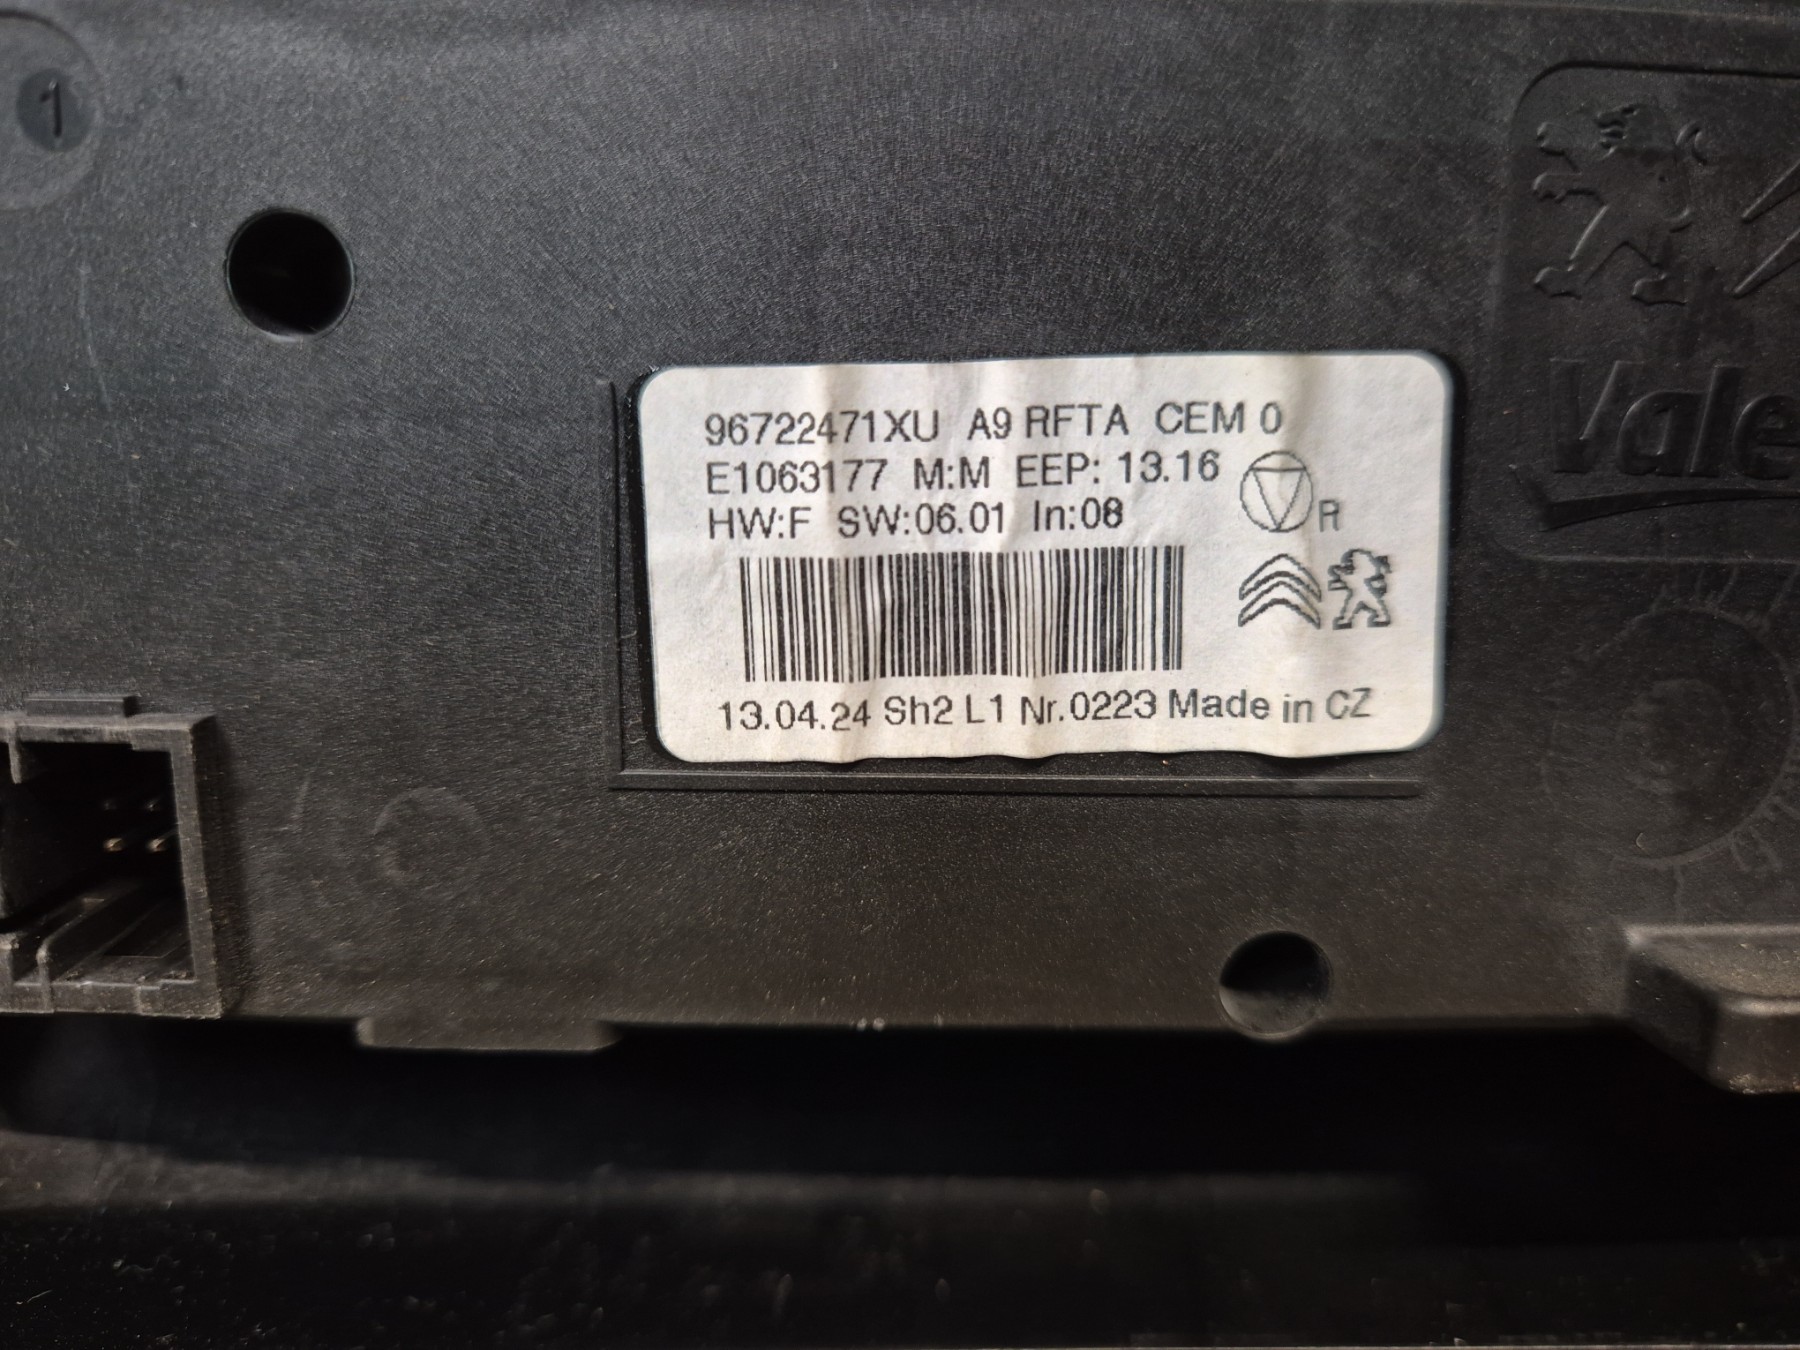 1
96722471XU A9 RFTA CEM 0
E1063177 M:M EEP: 13.16
HW:F SW:06.01 In:08
R
13.04.24 Sh2 L1 Nr.0223 Made in CZ
Vale